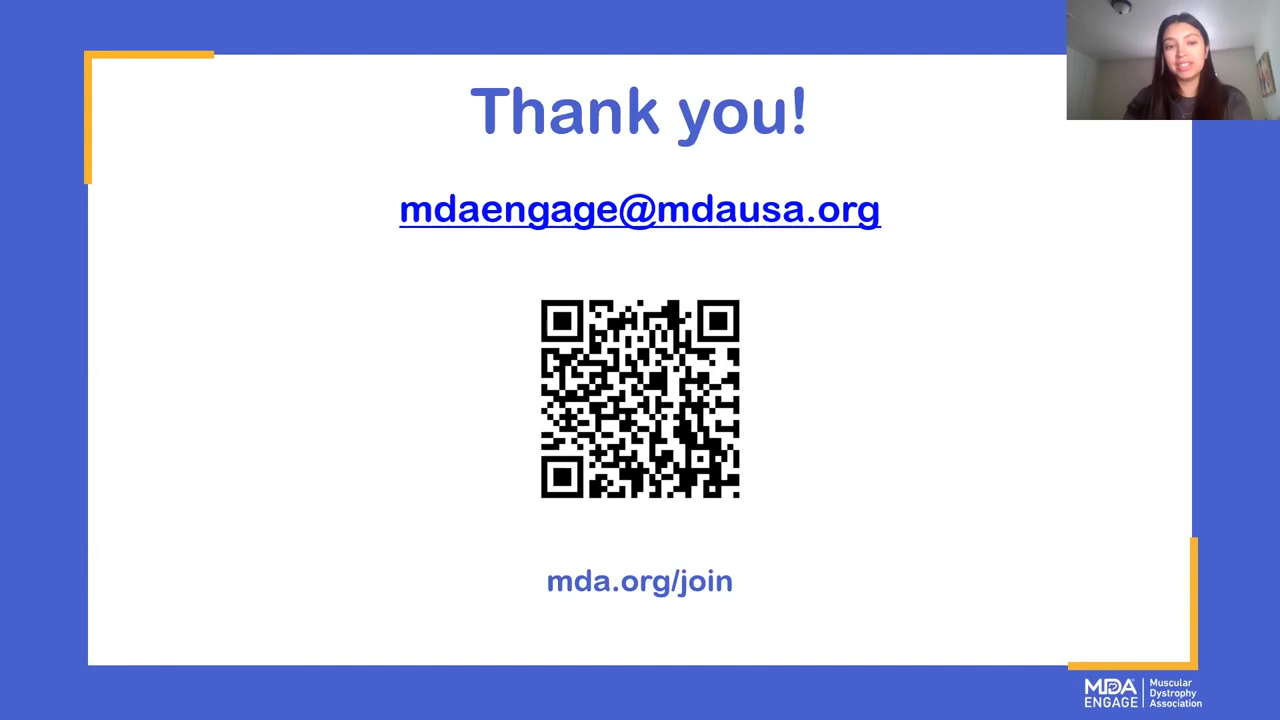 Thank you!
mdaengage@mdausa.org
mda.org/join
MDA
ENGAGE
Muscular
Dystrophy
Association